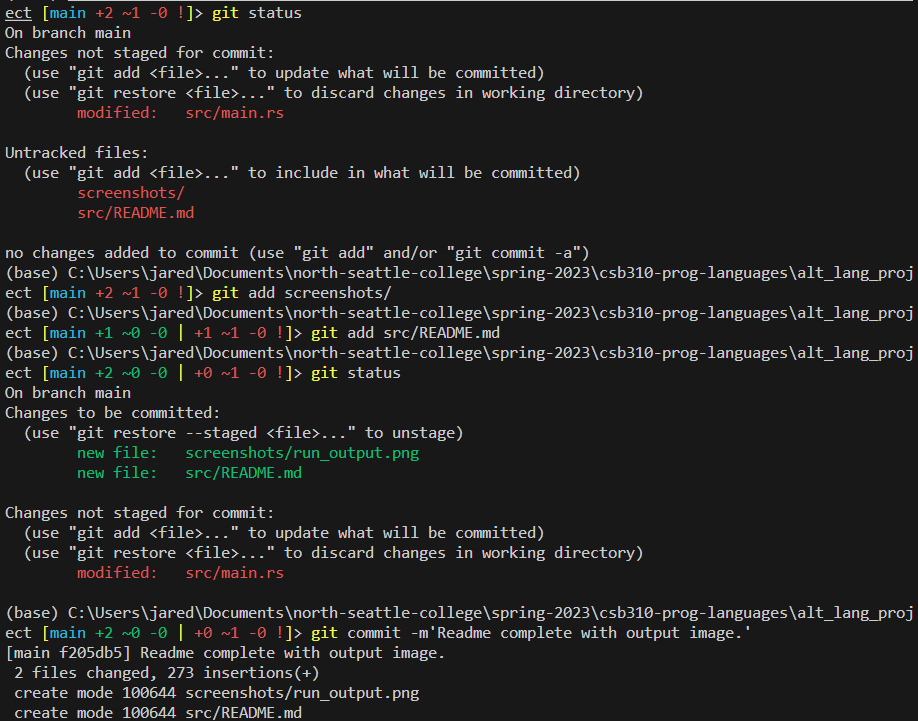 ect [main +2 ~1 -0 !]> git status
On branch main
Changes not staged for commit:
  (use "git add <file>..." to update what will be committed)
  (use "git restore <file>..." to discard changes in working directory)
        modified:   src/main.rs

Untracked files:
  (use "git add <file>..." to include in what will be committed)
        screenshots/
        src/README.md

no changes added to commit (use "git add" and/or "git commit -a")
(base) C:\Users\jared\Documents\north-seattle-college\spring-2023\csb310-prog-languages\alt_lang_proj
ect [main +2 ~1 -0 !]> git add screenshots/
(base) C:\Users\jared\Documents\north-seattle-college\spring-2023\csb310-prog-languages\alt_lang_proj
ect [main +1 ~0 -0 | +1 ~1 -0 !]> git add src/README.md
(base) C:\Users\jared\Documents\north-seattle-college\spring-2023\csb310-prog-languages\alt_lang_proj
ect [main +2 ~0 -0 | +0 ~1 -0 !]> git status
On branch main
Changes to be committed:
  (use "git restore --staged <file>..." to unstage)
        new file:   screenshots/run_output.png
        new file:   src/README.md

Changes not staged for commit:
  (use "git add <file>..." to update what will be committed)
  (use "git restore <file>..." to discard changes in working directory)
        modified:   src/main.rs

(base) C:\Users\jared\Documents\north-seattle-college\spring-2023\csb310-prog-languages\alt_lang_proj
ect [main +2 ~0 -0 | +0 ~1 -0 !]> git commit -m'Readme complete with output image.'
[main f205db5] Readme complete with output image.
 2 files changed, 273 insertions(+)
 create mode 100644 screenshots/run_output.png
 create mode 100644 src/README.md